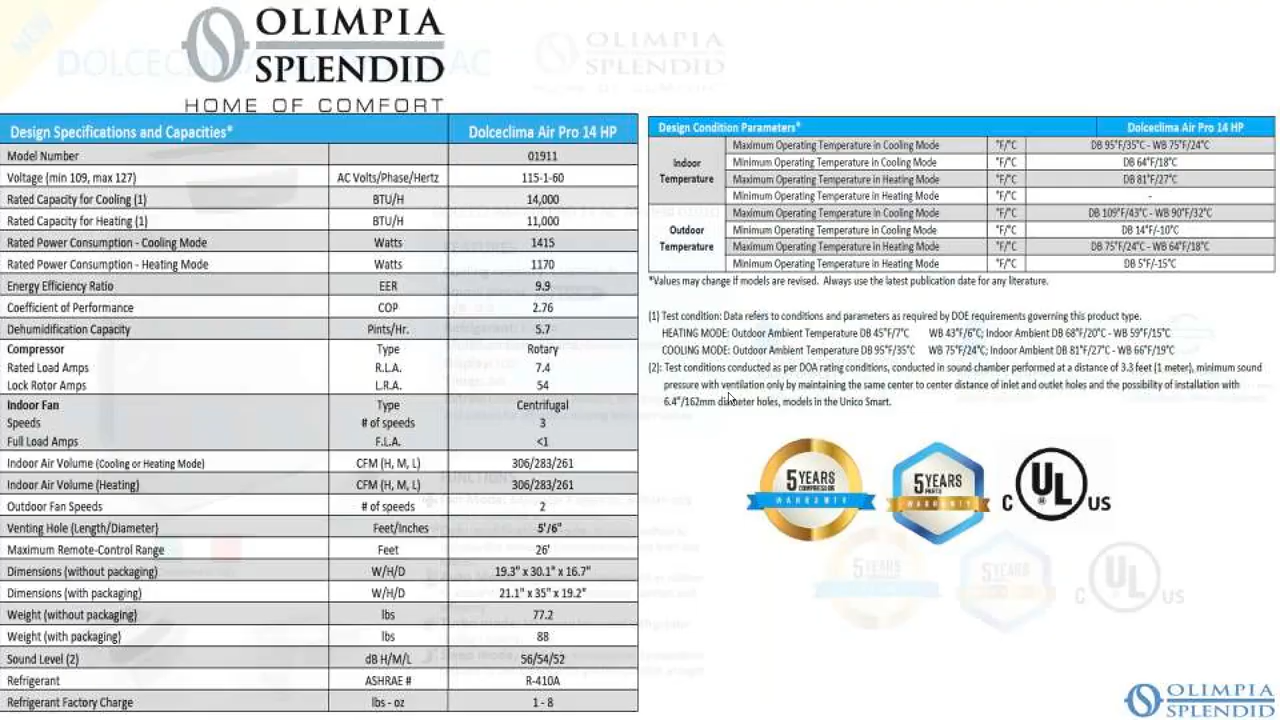 OLIMPIA
SPLENDID
HOME OF COMFORT
Design Specifications and Capacities* Dolceclima Air Pro 14 HP
Model Number 01911
Voltage (min 109, max 127) AC Volts/Phase/Hertz 115-1-60
Rated Capacity for Cooling (1) BTU/H 14,000
Rated Capacity for Heating (1) BTU/H 11,000
Rated Power Consumption - Cooling Mode Watts 1415
Rated Power Consumption - Heating Mode Watts 1170
Energy Efficiency Ratio EER 9.9
Coefficient of Performance COP 2.76
Dehumidification Capacity Pints/Hr. 5.7
Compressor Type Rotary
Rated Load Amps R.L.A. 7.4
Lock Rotor Amps L.R.A. 54
Indoor Fan Type Centrifugal
Speeds # of speeds 3
Full Load Amps F.L.A. <1
Indoor Air Volume (Cooling or Heating Mode) CFM (H, M, L) 306/283/261
Indoor Air Volume (Heating) CFM (H, M, L) 306/283/261
Outdoor Fan Speeds # of speeds 2
Venting Hole (Length/Diameter) Feet/Inches 5'/6"
Maximum Remote-Control Range Feet 26'
Dimensions (without packaging) W/H/D 19.3" x 30.1" x 16.7"
Dimensions (with packaging) W/H/D 21.1" x 35" x 19.2"
Weight (without packaging) lbs 77.2
Weight (with packaging) lbs 88
Sound Level (2) dB H/M/L 56/54/52
Refrigerant ASHRAE # R-410A
Refrigerant Factory Charge lbs - oz 1 - 8
Design Condition Parameters* Dolceclima Air Pro 14 HP
Indoor Temperature
Maximum Operating Temperature in Cooling Mode °F/°C DB 95°F/35°C - WB 75°F/24°C
Minimum Operating Temperature in Cooling Mode °F/°C DB 64°F/18°C
Maximum Operating Temperature in Heating Mode °F/°C DB 81°F/27°C
Minimum Operating Temperature in Heating Mode °F/°C -
Outdoor Temperature
Maximum Operating Temperature in Cooling Mode °F/°C DB 109°F/43°C - WB 90°F/32°C
Minimum Operating Temperature in Cooling Mode °F/°C DB 14°F/-10°C
Maximum Operating Temperature in Heating Mode °F/°C DB 75°F/24°C - WB 64°F/18°C
Minimum Operating Temperature in Heating Mode °F/°C DB 5°F/-15°C
*Values may change if models are revised. Always use the latest publication date for any literature.
(1) Test condition: Data refers to conditions and parameters as required by DOE requirements governing this product type.
HEATING MODE: Outdoor Ambient Temperature DB 45°F/7°C WB 43°F/6°C; Indoor Ambient DB 68°F/20°C - WB 59°F/15°C
COOLING MODE: Outdoor Ambient Temperature DB 95°F/35°C WB 75°F/24°C; Indoor Ambient DB 81°F/27°C - WB 66°F/19°C
(2): Test conditions conducted as per DOA rating conditions, conducted in sound chamber performed at a distance of 3.3 feet (1 meter), minimum sound
pressure with ventilation only by maintaining the same center to center distance of inlet and outlet holes and the possibility of installation with
6.4"/162mm diameter holes, models in the Unico Smart.
5 YEARS
COMPRESSOR
WARRANTY
5 YEARS
PARTS
WARRANTY
C UL US
OLIMPIA
SPLENDID